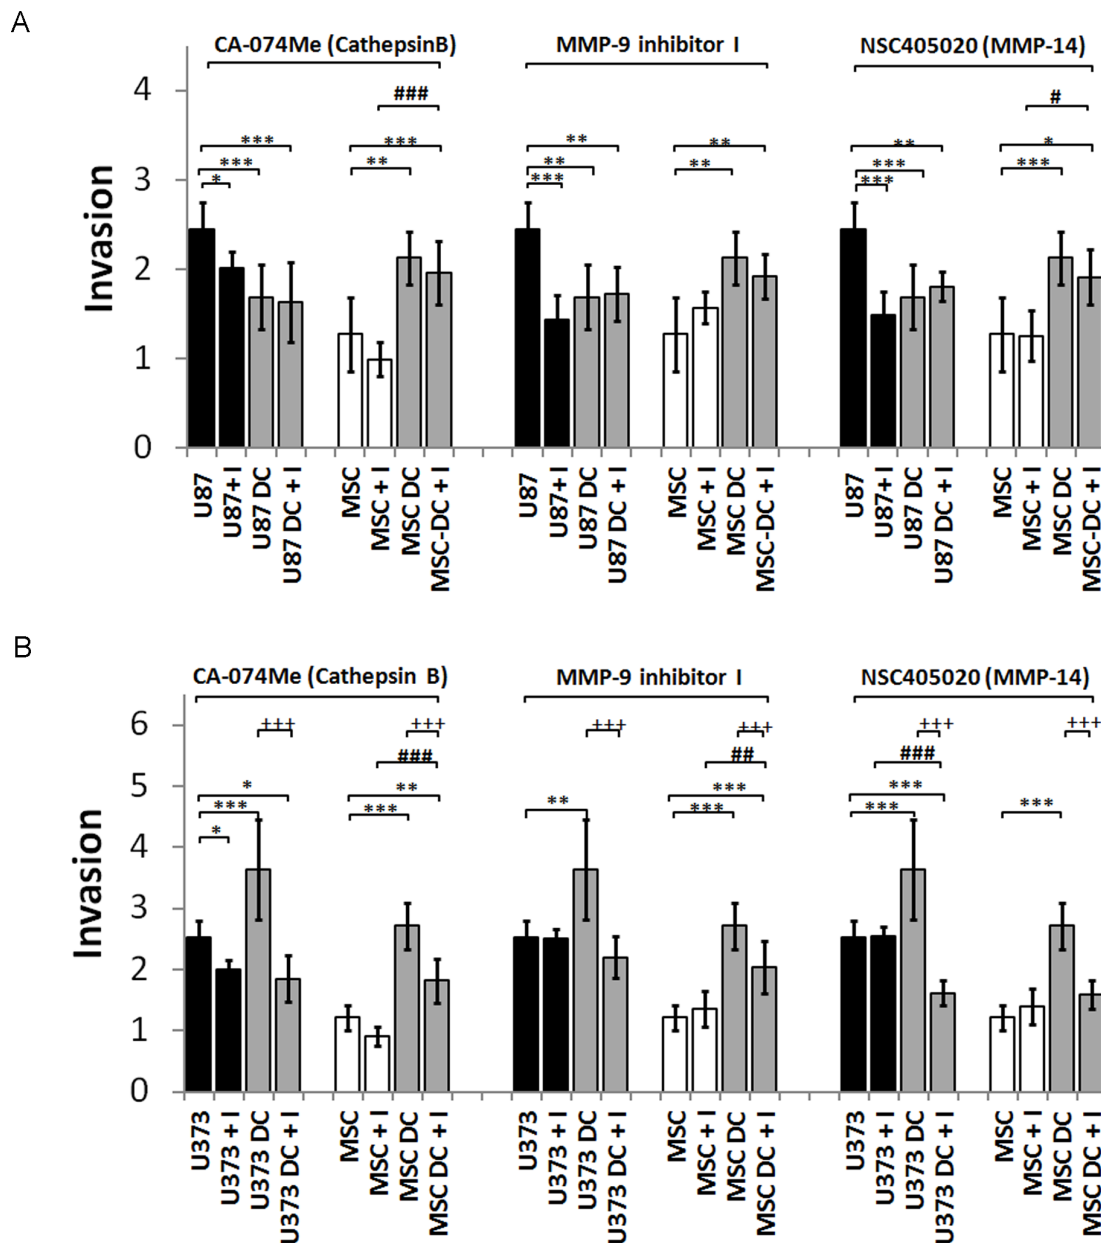 A
CA-074Me (CathepsinB)
MMP-9 inhibitor I
NSC405020 (MMP-14)
Invasion
4
3
2
1
0
###
***
***
*
***
**
**
**
***
**
**
#
**
***
***
*
***
U87
U87+ I
U87 DC
U87 DC + I
MSC
MSC + I
MSC DC
MSC-DC + I
U87
U87+ I
U87 DC
U87 DC + I
MSC
MSC + I
MSC DC
MSC-DC + I
U87
U87+ I
U87 DC
U87 DC + I
MSC
MSC + I
MSC DC
MSC-DC + I
B
CA-074Me (Cathepsin B)
MMP-9 inhibitor I
NSC405020 (MMP-14)
Invasion
6
5
4
3
2
1
0
+++
*
***
*
+++
###
**
***
+++
**
+++
##
***
***
+++
###
***
***
+++
***
U373
U373 + I
U373 DC
U373 DC + I
MSC
MSC + I
MSC DC
MSC DC + I
U373
U373 + I
U373 DC
U373 DC + I
MSC
MSC + I
MSC DC
MSC DC + I
U373
U373 + I
U373 DC
U373 DC + I
MSC
MSC + I
MSC DC
MSC DC + I